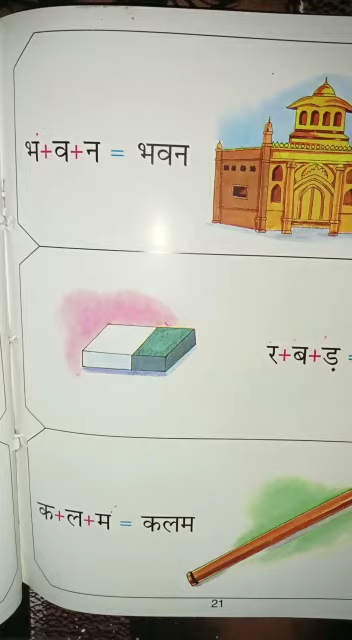 भ+व+न = भवन
र+ब+ड़ =
क+ल+म = कलम
21